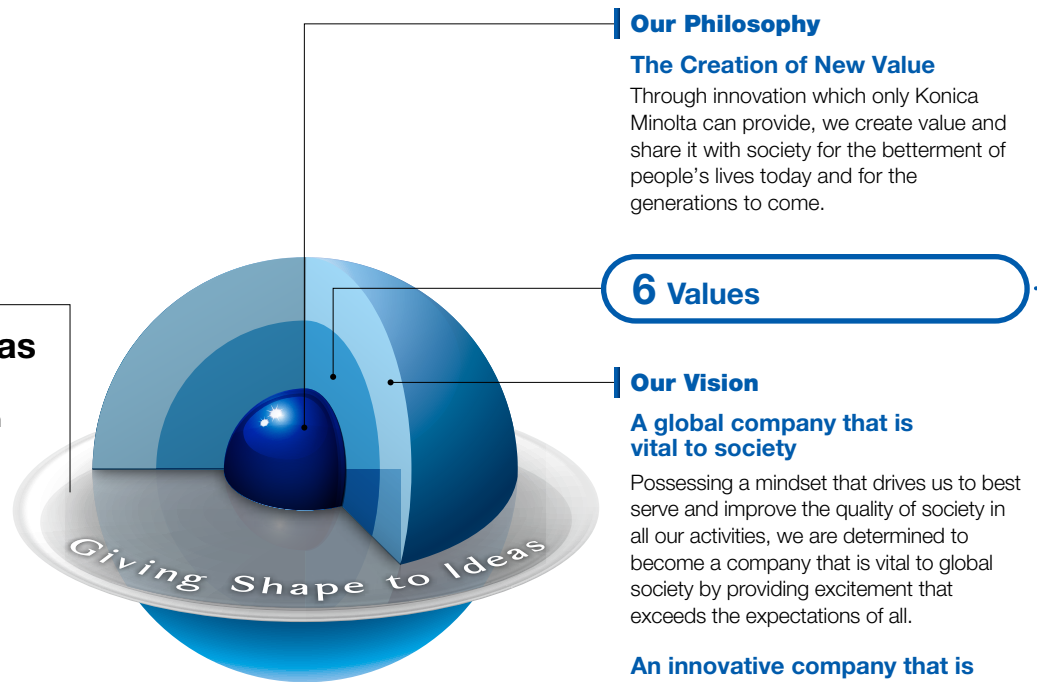 Our Philosophy
The Creation of New Value
Through innovation which only Konica
Minolta can provide, we create value and
share it with society for the betterment of
people's lives today and for the
generations to come.
6 Values
as
Our Vision
A global company that is
vital to society
Possessing a mindset that drives us to best
serve and improve the quality of society in
all our activities, we are determined to
become a company that is vital to global
society by providing excitement that
exceeds the expectations of all.
Giving Shape to Ideas
An innovative company that is